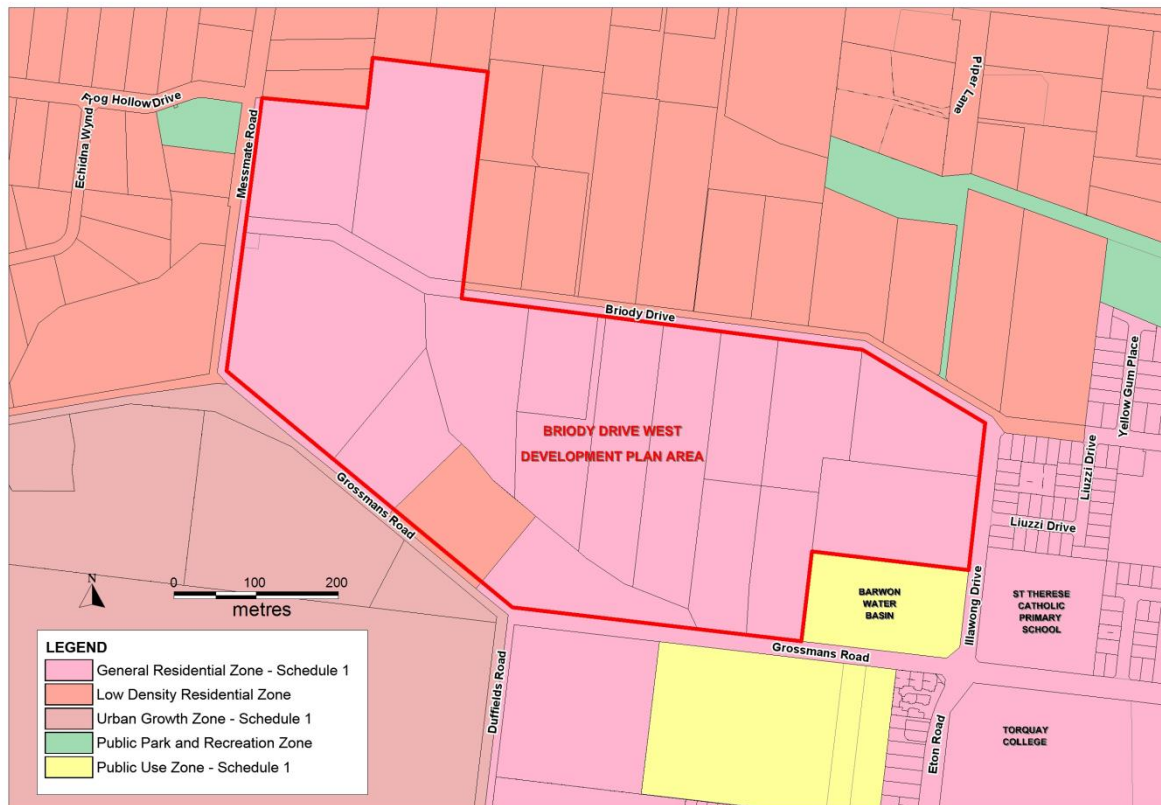 Piper Lane
Frog Hollow Drive
Echidna Wynd
Messmate Road
Briody Drive
Yellow Gum Place
BRIODY DRIVE WEST
DEVELOPMENT PLAN AREA
Liuzzi Drive
Grossmans Road
Liuzzi Drive
N
0 100 200
metres
BARWON
WATER
BASIN
Illawong Drive
ST THERESE
CATHOLIC
PRIMARY
SCHOOL
Grossmans Road
Duffields Road
Eton Road
TORQUAY
COLLEGE
LEGEND
General Residential Zone - Schedule 1
Low Density Residential Zone
Urban Growth Zone - Schedule 1
Public Park and Recreation Zone
Public Use Zone - Schedule 1